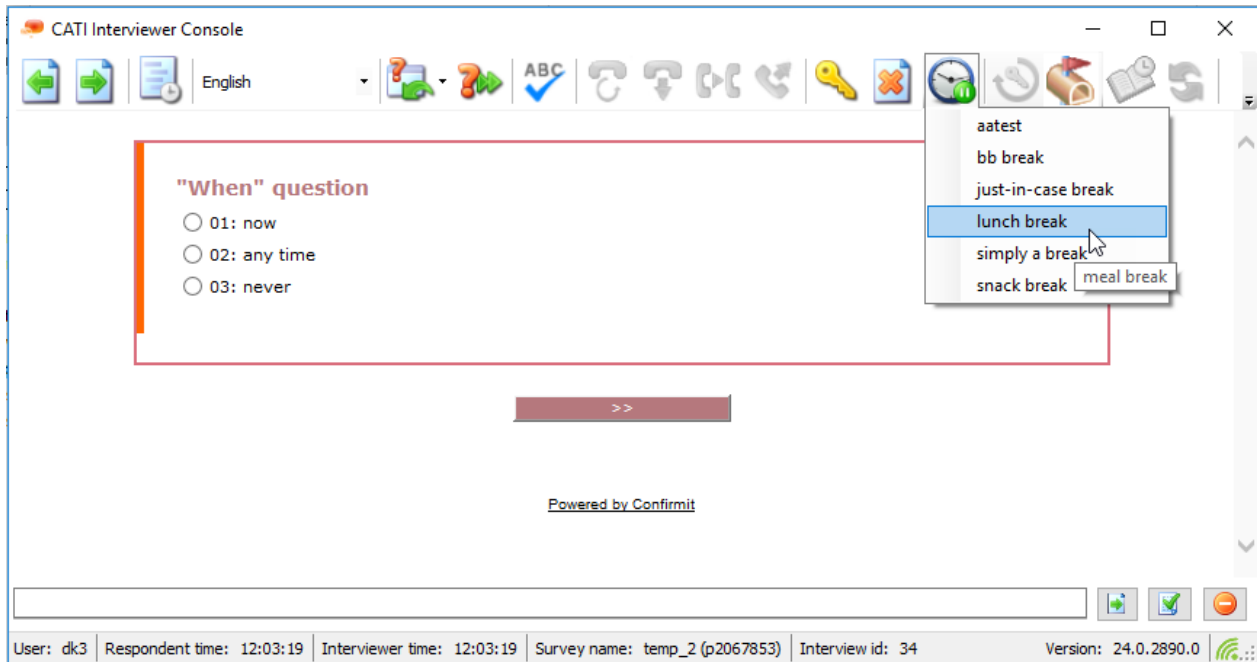 CATI Interviewer Console
English
ABC
aatest
bb break
just-in-case break
lunch break
simply a break
meal break
snack break
"When" question
01: now
02: any time
03: never
>>
Powered by Confirmit
User: dk3 Respondent time: 12:03:19 Interviewer time: 12:03:19 Survey name: temp_2 (p2067853) Interview id: 34 Version: 24.0.2890.0